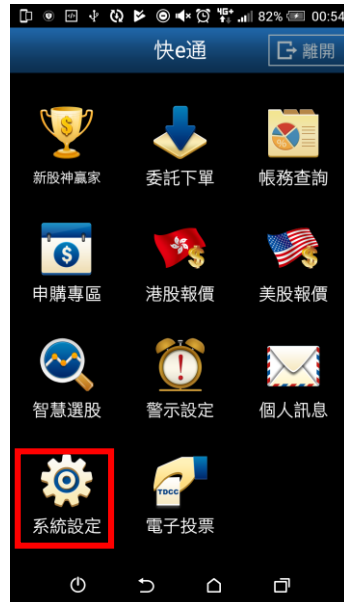 4G+ 82% 00:54
快e通 離開
新股神贏家 委託下單 帳務查詢
申購專區 港股報價 美股報價
智慧選股 警示設定 個人訊息
TDCC
系統設定 電子投票